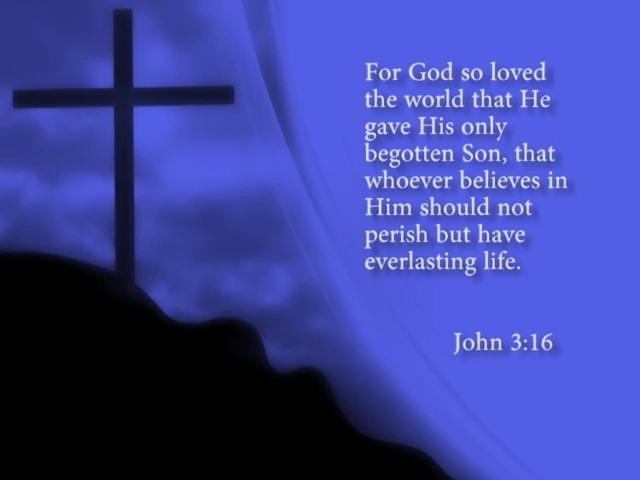 For God so loved
the world that He
gave His only
begotten Son, that
whoever believes in
Him should not
perish but have
everlasting life.
John 3:16